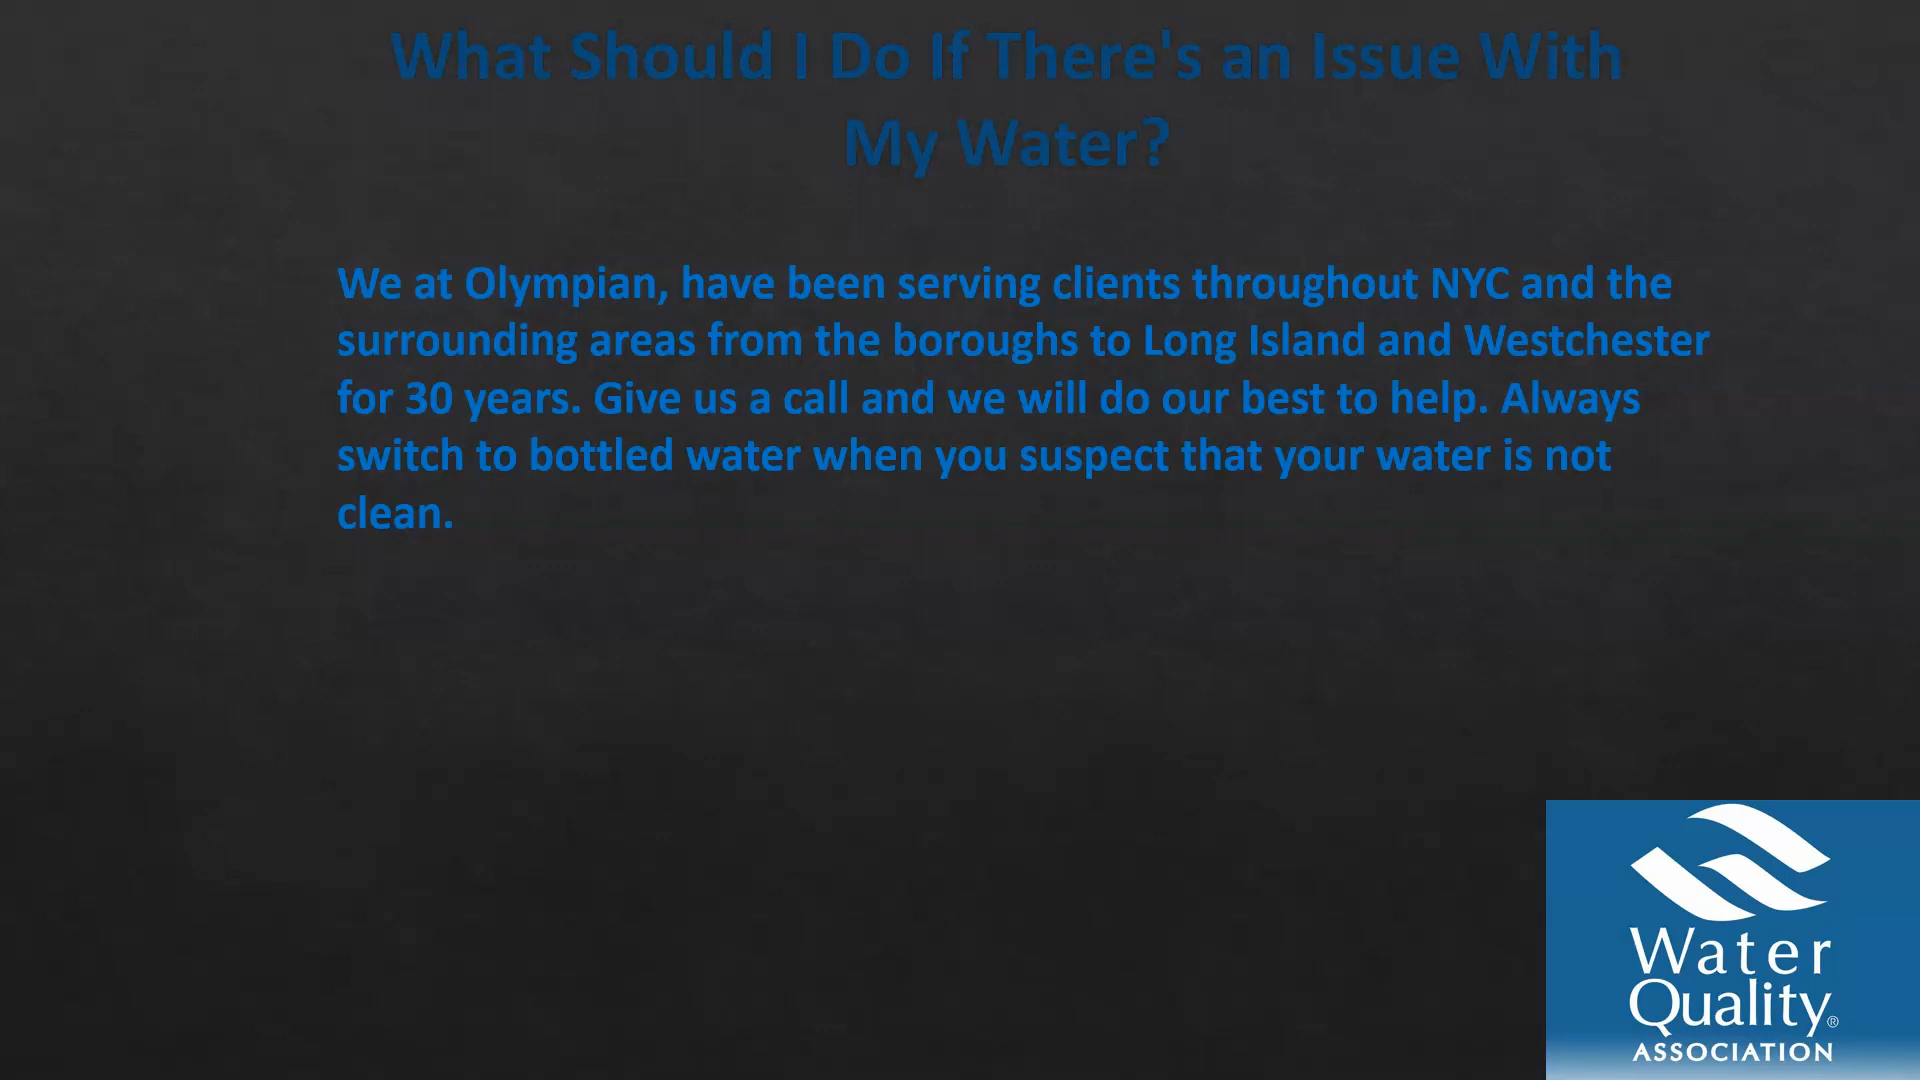 What Should I Do If There's an Issue With
My Water?
We at Olympian, have been serving clients throughout NYC and the
surrounding areas from the boroughs to Long Island and Westchester
for 30 years. Give us a call and we will do our best to help. Always
switch to bottled water when you suspect that your water is not
clean.
Water
Quality®
ASSOCIATION